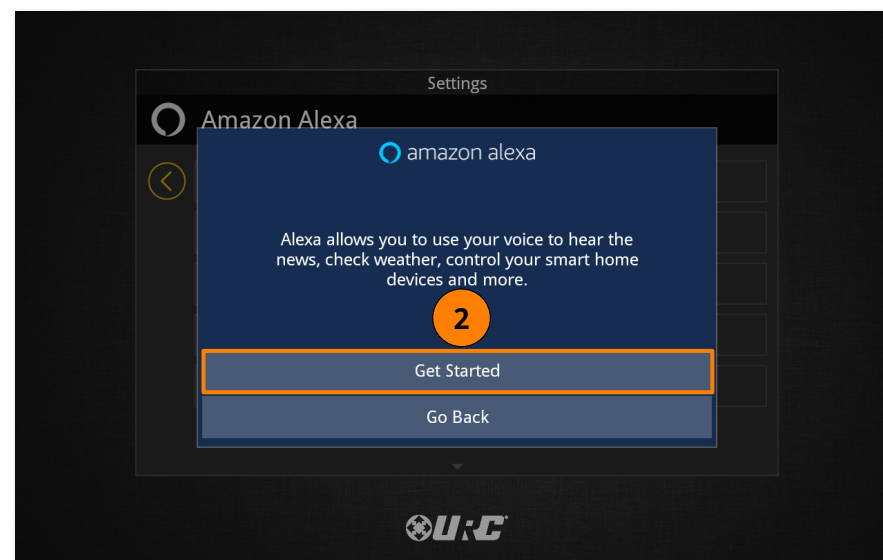 Settings
Amazon Alexa
amazon alexa
Alexa allows you to use your voice to hear the
news, check weather, control your smart home
devices and more.
2
Get Started
Go Back
URC